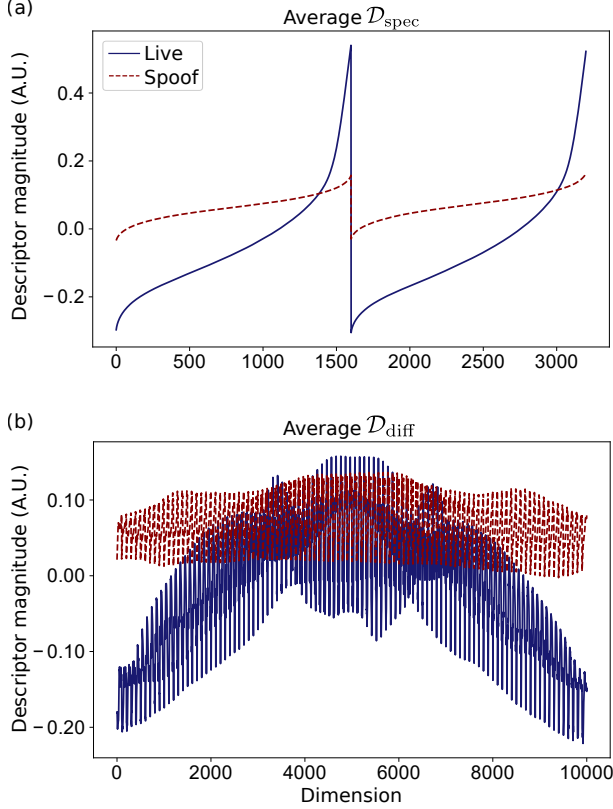 (a)
Average 𝒟spec
Live
Spoof
Descriptor magnitude (A.U.)
0.4
0.2
0.0
−0.2
0 500 1000 1500 2000 2500 3000
(b)
Average 𝒟diff
Descriptor magnitude (A.U.)
0.10
0.00
−0.10
−0.20
0 2000 4000 6000 8000 10000
Dimension